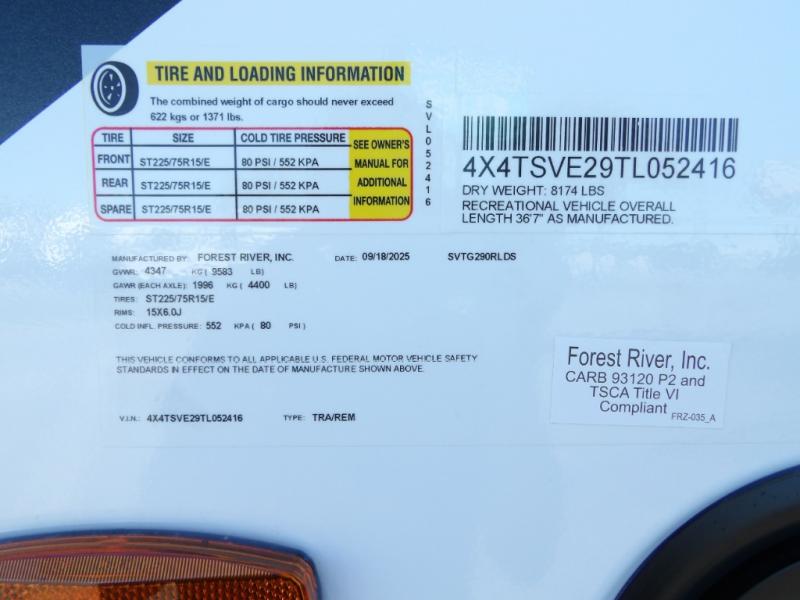 TIRE AND LOADING INFORMATION
The combined weight of cargo should never exceed
622 kgs or 1371 lbs.
TIRE SIZE COLD TIRE PRESSURE
FRONT ST225/75R15/E 80 PSI / 552 KPA
REAR ST225/75R15/E 80 PSI / 552 KPA
SPARE ST225/75R15/E 80 PSI / 552 KPA
SEE OWNER'S
MANUAL FOR
ADDITIONAL
INFORMATION
SVL052416
4X4TSVE29TL052416
DRY WEIGHT: 8174 LBS
RECREATIONAL VEHICLE OVERALL
LENGTH 36'7" AS MANUFACTURED.
MANUFACTURED BY: FOREST RIVER, INC. DATE: 09/18/2025 SVTG290RLDS
GVWR: 4347 KG ( 9583 LB)
GAWR (EACH AXLE): 1996 KG ( 4400 LB)
TIRES: ST225/75R15/E
RIMS: 15X6.0J
COLD INFL. PRESSURE: 552 KPA ( 80 PSI )
THIS VEHICLE CONFORMS TO ALL APPLICABLE U.S. FEDERAL MOTOR VEHICLE SAFETY
STANDARDS IN EFFECT ON THE DATE OF MANUFACTURE SHOWN ABOVE.
V.I.N.: 4X4TSVE29TL052416 TYPE: TRA/REM
Forest River, Inc.
CARB 93120 P2 and
TSCA Title VI
Compliant
FRZ-035_A